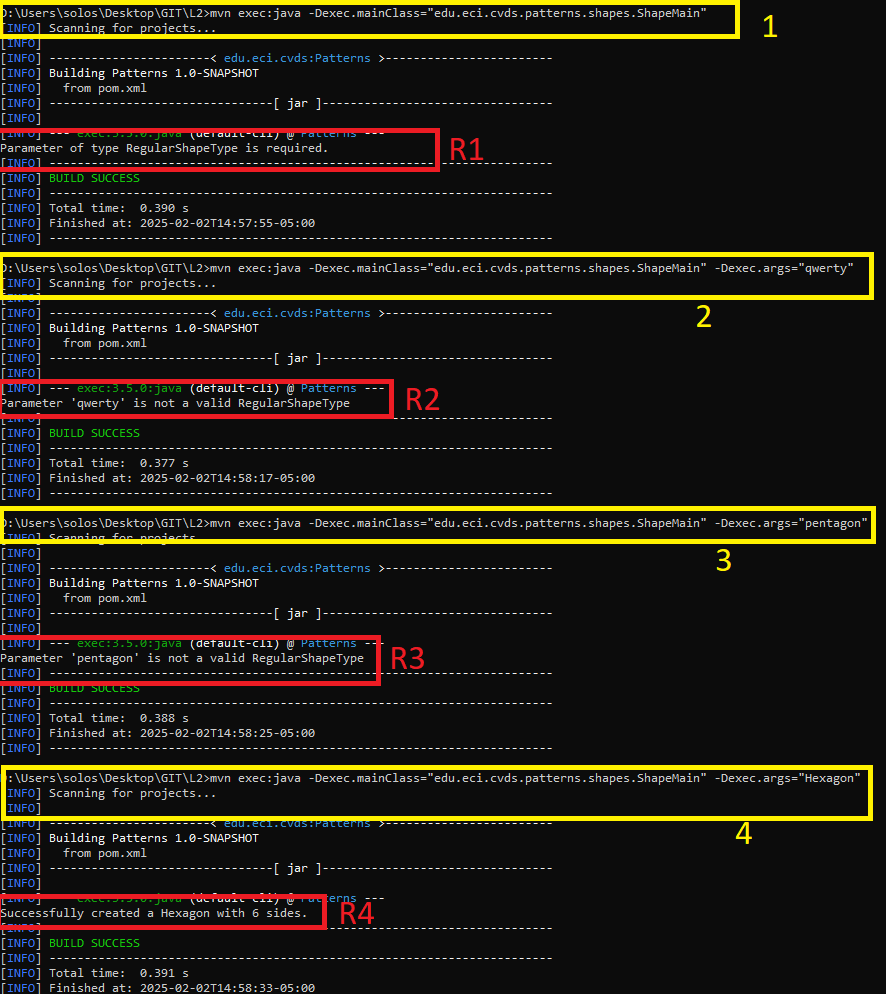 D:\Users\solos\Desktop\GIT\L2>mvn exec:java -Dexec.mainClass="edu.eci.cvds.patterns.shapes.ShapeMain"
1
[INFO] Scanning for projects...
[INFO]
[INFO] -----------------------< edu.eci.cvds:Patterns >------------------------
[INFO] Building Patterns 1.0-SNAPSHOT
[INFO]   from pom.xml
[INFO] --------------------------------[ jar ]---------------------------------
[INFO]
[INFO] --- exec:3.5.0:java (default-cli) @ Patterns ---
Parameter of type RegularShapeType is required.
R1
[INFO] ------------------------------------------------------------------------
[INFO] BUILD SUCCESS
[INFO] ------------------------------------------------------------------------
[INFO] Total time:  0.390 s
[INFO] Finished at: 2025-02-02T14:57:55-05:00
[INFO] ------------------------------------------------------------------------
D:\Users\solos\Desktop\GIT\L2>mvn exec:java -Dexec.mainClass="edu.eci.cvds.patterns.shapes.ShapeMain" -Dexec.args="qwerty"
[INFO] Scanning for projects...
[INFO]
2
[INFO] -----------------------< edu.eci.cvds:Patterns >------------------------
[INFO] Building Patterns 1.0-SNAPSHOT
[INFO]   from pom.xml
[INFO] --------------------------------[ jar ]---------------------------------
[INFO]
[INFO] --- exec:3.5.0:java (default-cli) @ Patterns ---
Parameter 'qwerty' is not a valid RegularShapeType
R2
[INFO] ------------------------------------------------------------------------
[INFO] BUILD SUCCESS
[INFO] ------------------------------------------------------------------------
[INFO] Total time:  0.377 s
[INFO] Finished at: 2025-02-02T14:58:17-05:00
[INFO] ------------------------------------------------------------------------
D:\Users\solos\Desktop\GIT\L2>mvn exec:java -Dexec.mainClass="edu.eci.cvds.patterns.shapes.ShapeMain" -Dexec.args="pentagon"
[INFO] Scanning for projects...
[INFO]
3
[INFO] -----------------------< edu.eci.cvds:Patterns >------------------------
[INFO] Building Patterns 1.0-SNAPSHOT
[INFO]   from pom.xml
[INFO] --------------------------------[ jar ]---------------------------------
[INFO]
[INFO] --- exec:3.5.0:java (default-cli) @ Patterns ---
Parameter 'pentagon' is not a valid RegularShapeType
R3
[INFO] ------------------------------------------------------------------------
[INFO] BUILD SUCCESS
[INFO] ------------------------------------------------------------------------
[INFO] Total time:  0.388 s
[INFO] Finished at: 2025-02-02T14:58:25-05:00
[INFO] ------------------------------------------------------------------------
D:\Users\solos\Desktop\GIT\L2>mvn exec:java -Dexec.mainClass="edu.eci.cvds.patterns.shapes.ShapeMain" -Dexec.args="Hexagon"
[INFO] Scanning for projects...
[INFO]
[INFO] -----------------------< edu.eci.cvds:Patterns >------------------------
4
[INFO] Building Patterns 1.0-SNAPSHOT
[INFO]   from pom.xml
[INFO] --------------------------------[ jar ]---------------------------------
[INFO]
[INFO] --- exec:3.5.0:java (default-cli) @ Patterns ---
Successfully created a Hexagon with 6 sides.
R4
[INFO] ------------------------------------------------------------------------
[INFO] BUILD SUCCESS
[INFO] ------------------------------------------------------------------------
[INFO] Total time:  0.391 s
[INFO] Finished at: 2025-02-02T14:58:33-05:00